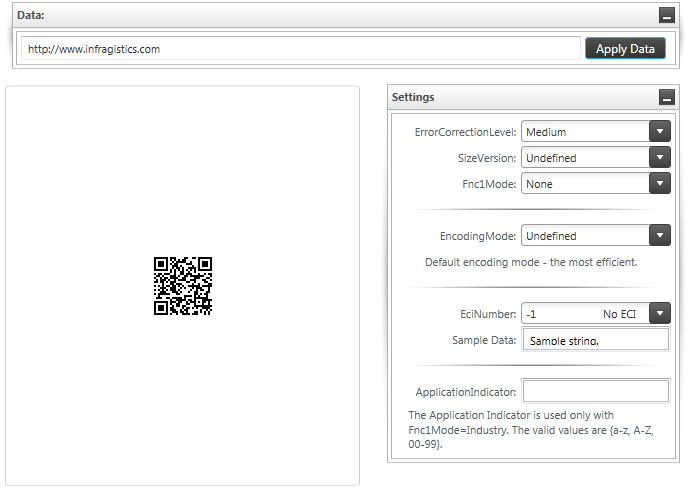 Data:
http://www.infragistics.com Apply Data
Settings
ErrorCorrectionLevel: Medium
SizeVersion: Undefined
Fnc1Mode: None
EncodingMode: Undefined
Default encoding mode - the most efficient.
EciNumber: -1 No ECI
Sample Data: Sample string.
ApplicationIndicator:
The Application Indicator is used only with
Fnc1Mode=Industry. The valid values are {a-z, A-Z,
00-99}.